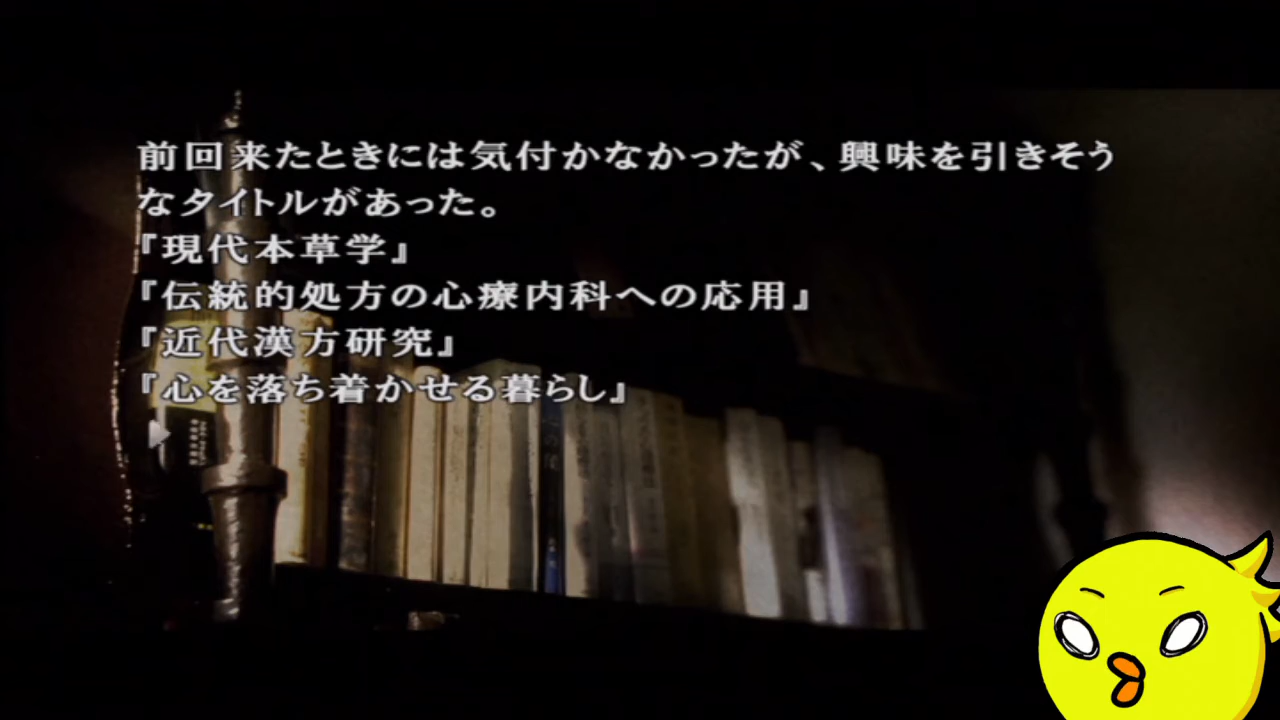 前回来たときには気付かなかったが、興味を引きそう
なタイトルがあった。
『現代本草学』
『伝統的処方の心療内科への応用』
『近代漢方研究』
『心を落ち着かせる暮らし』